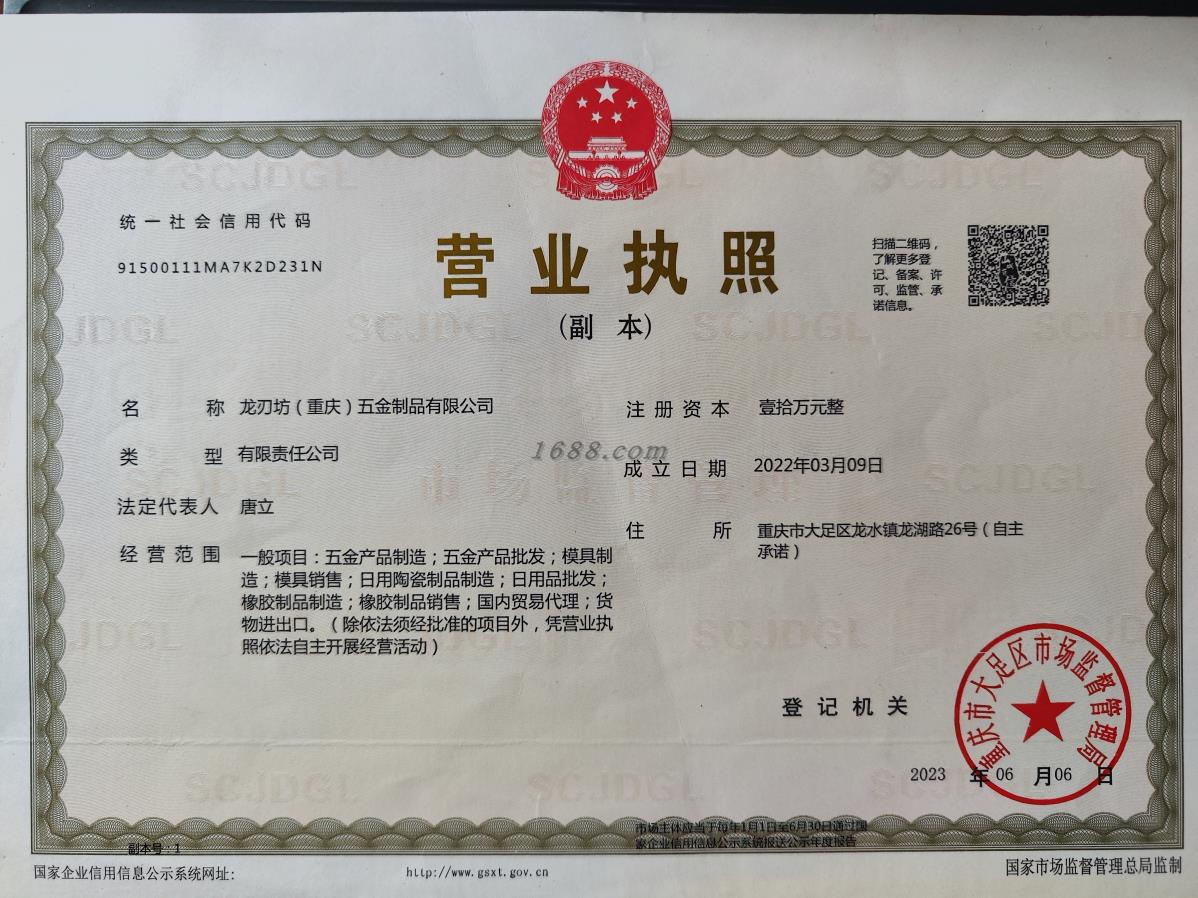 统一社会信用代码
91500111MA7K2D231N
营业执照
(副 本)
扫描二维码，
了解更多登
记、备案、许
可、监管、承
诺信息。
名称 龙刃坊（重庆）五金制品有限公司
类型 有限责任公司
法定代表人 唐立
经营范围 一般项目：五金产品制造；五金产品批发；模具制
造；模具销售；日用陶瓷制品制造；日用品批发；
橡胶制品制造；橡胶制品销售；国内贸易代理；货
物进出口。（除依法须经批准的项目外，凭营业执
照依法自主开展经营活动）
注册资本 壹拾万元整
成立日期 2022年03月09日
住所 重庆市大足区龙水镇龙湖路26号（自主
承诺）
1688.com
SCJDGL
市场监督管理
登记机关
重庆市大足区市场监督管理局
2023 年06 月06 日
副本号：1
市场主体应当于每年1月1日至6月30日通过国
家企业信用信息公示系统报送公示年度报告
国家企业信用信息公示系统网址:
http://www.gsxt.gov.cn
国家市场监督管理总局监制